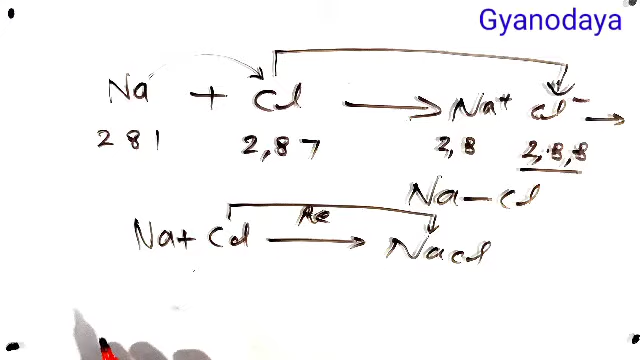 Gyanodaya
Na + Cl → Na⁺ Cl⁻ →
2 8 1 2,8 7 2,8 2,8,8
Na – Cl
Na + Cl → Nacl